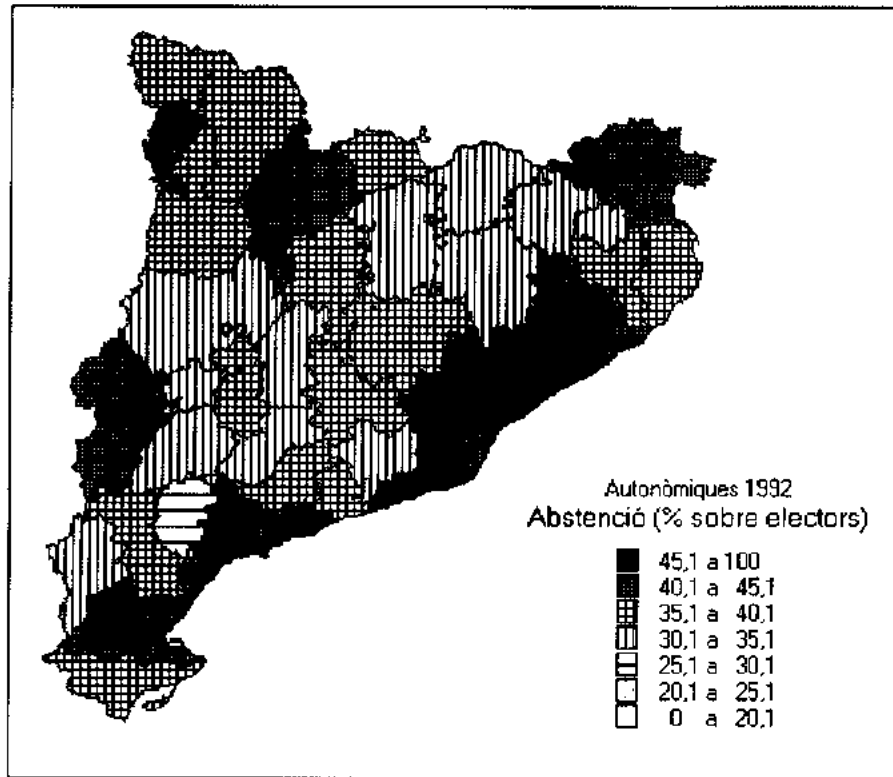 Autonòmiques 1992
Abstenció (% sobre electors)
45,1 a 100
40,1 a 45,1
35,1 a 40,1
30,1 a 35,1
25,1 a 30,1
20,1 a 25,1
0 a 20,1